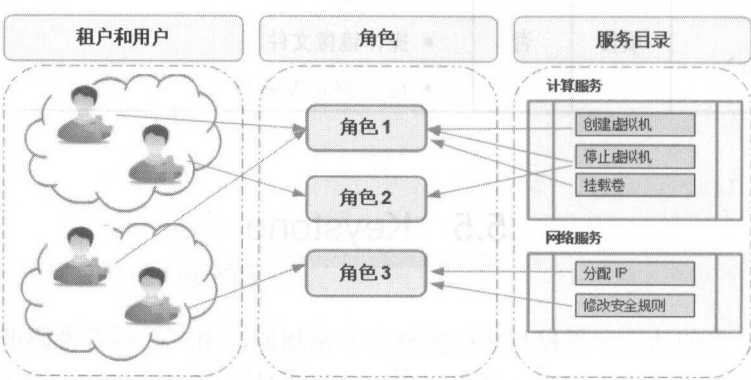 租户和用户
角色
服务目录
计算服务
角色 1
创建虚拟机
停止虚拟机
挂载卷
角色 2
网络服务
角色 3
分配 IP
修改安全规则